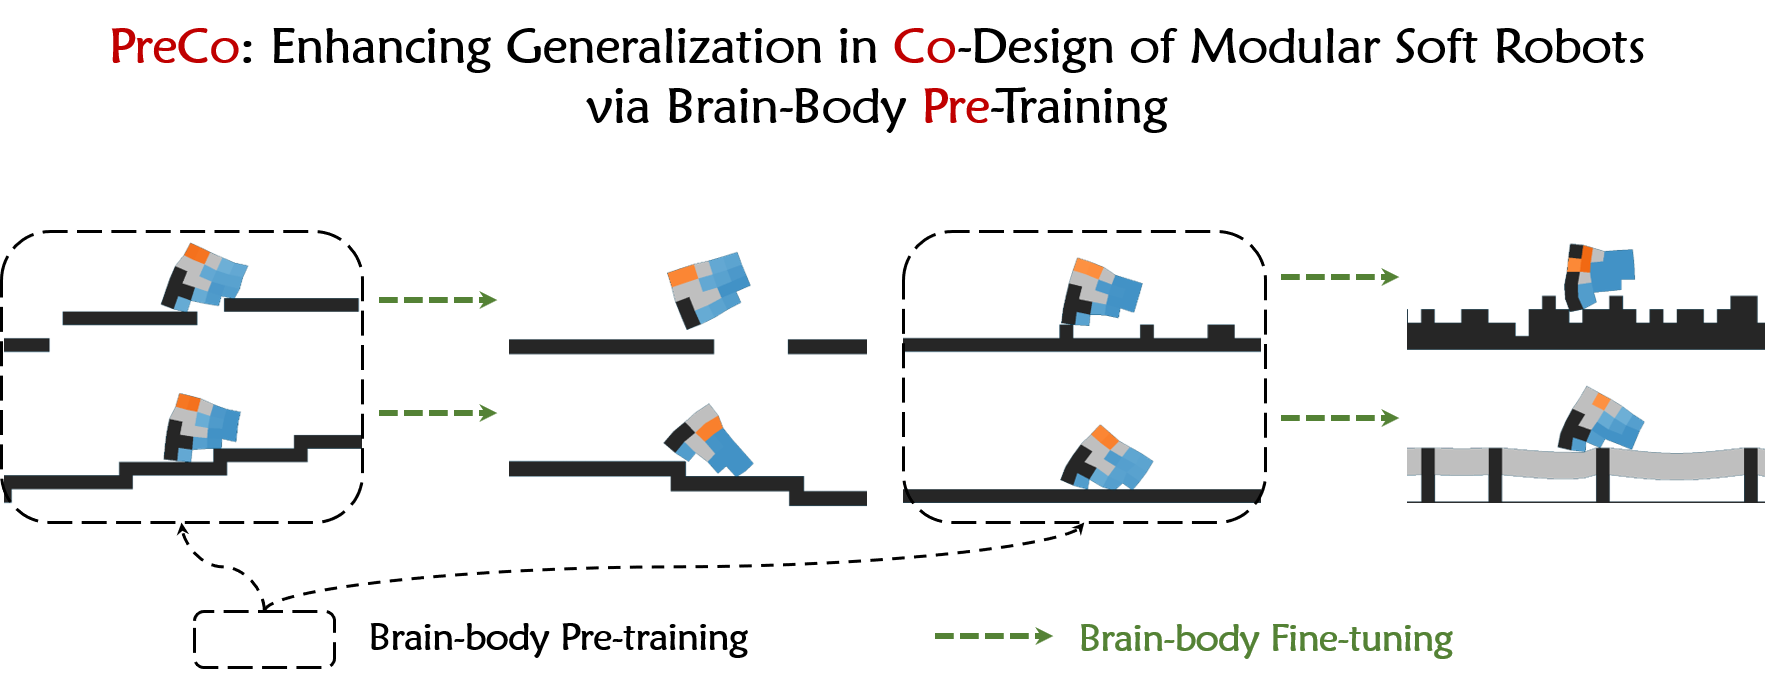 PreCo: Enhancing Generalization in Co-Design of Modular Soft Robots
via Brain-Body Pre-Training
Brain-body Pre-training
Brain-body Fine-tuning